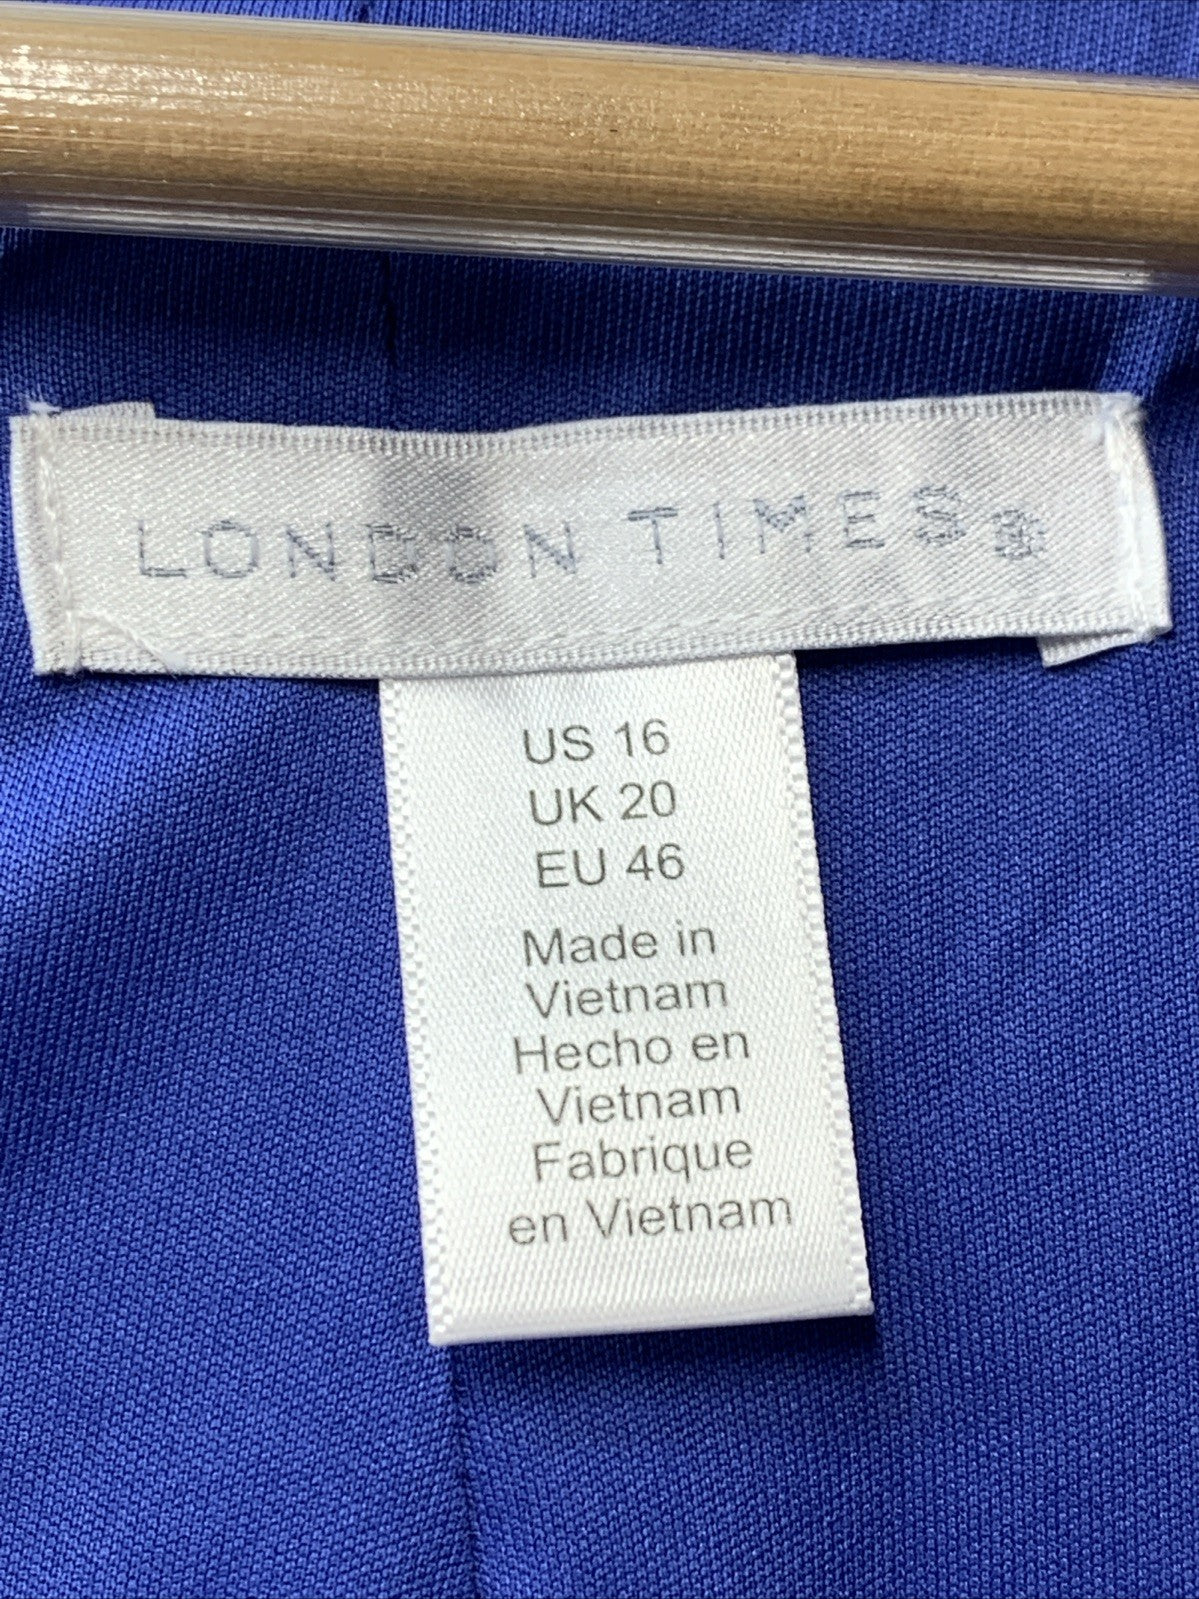 LONDON TIMES®
US 16
UK 20
EU 46
Made in
Vietnam
Hecho en
Vietnam
Fabrique
en Vietnam